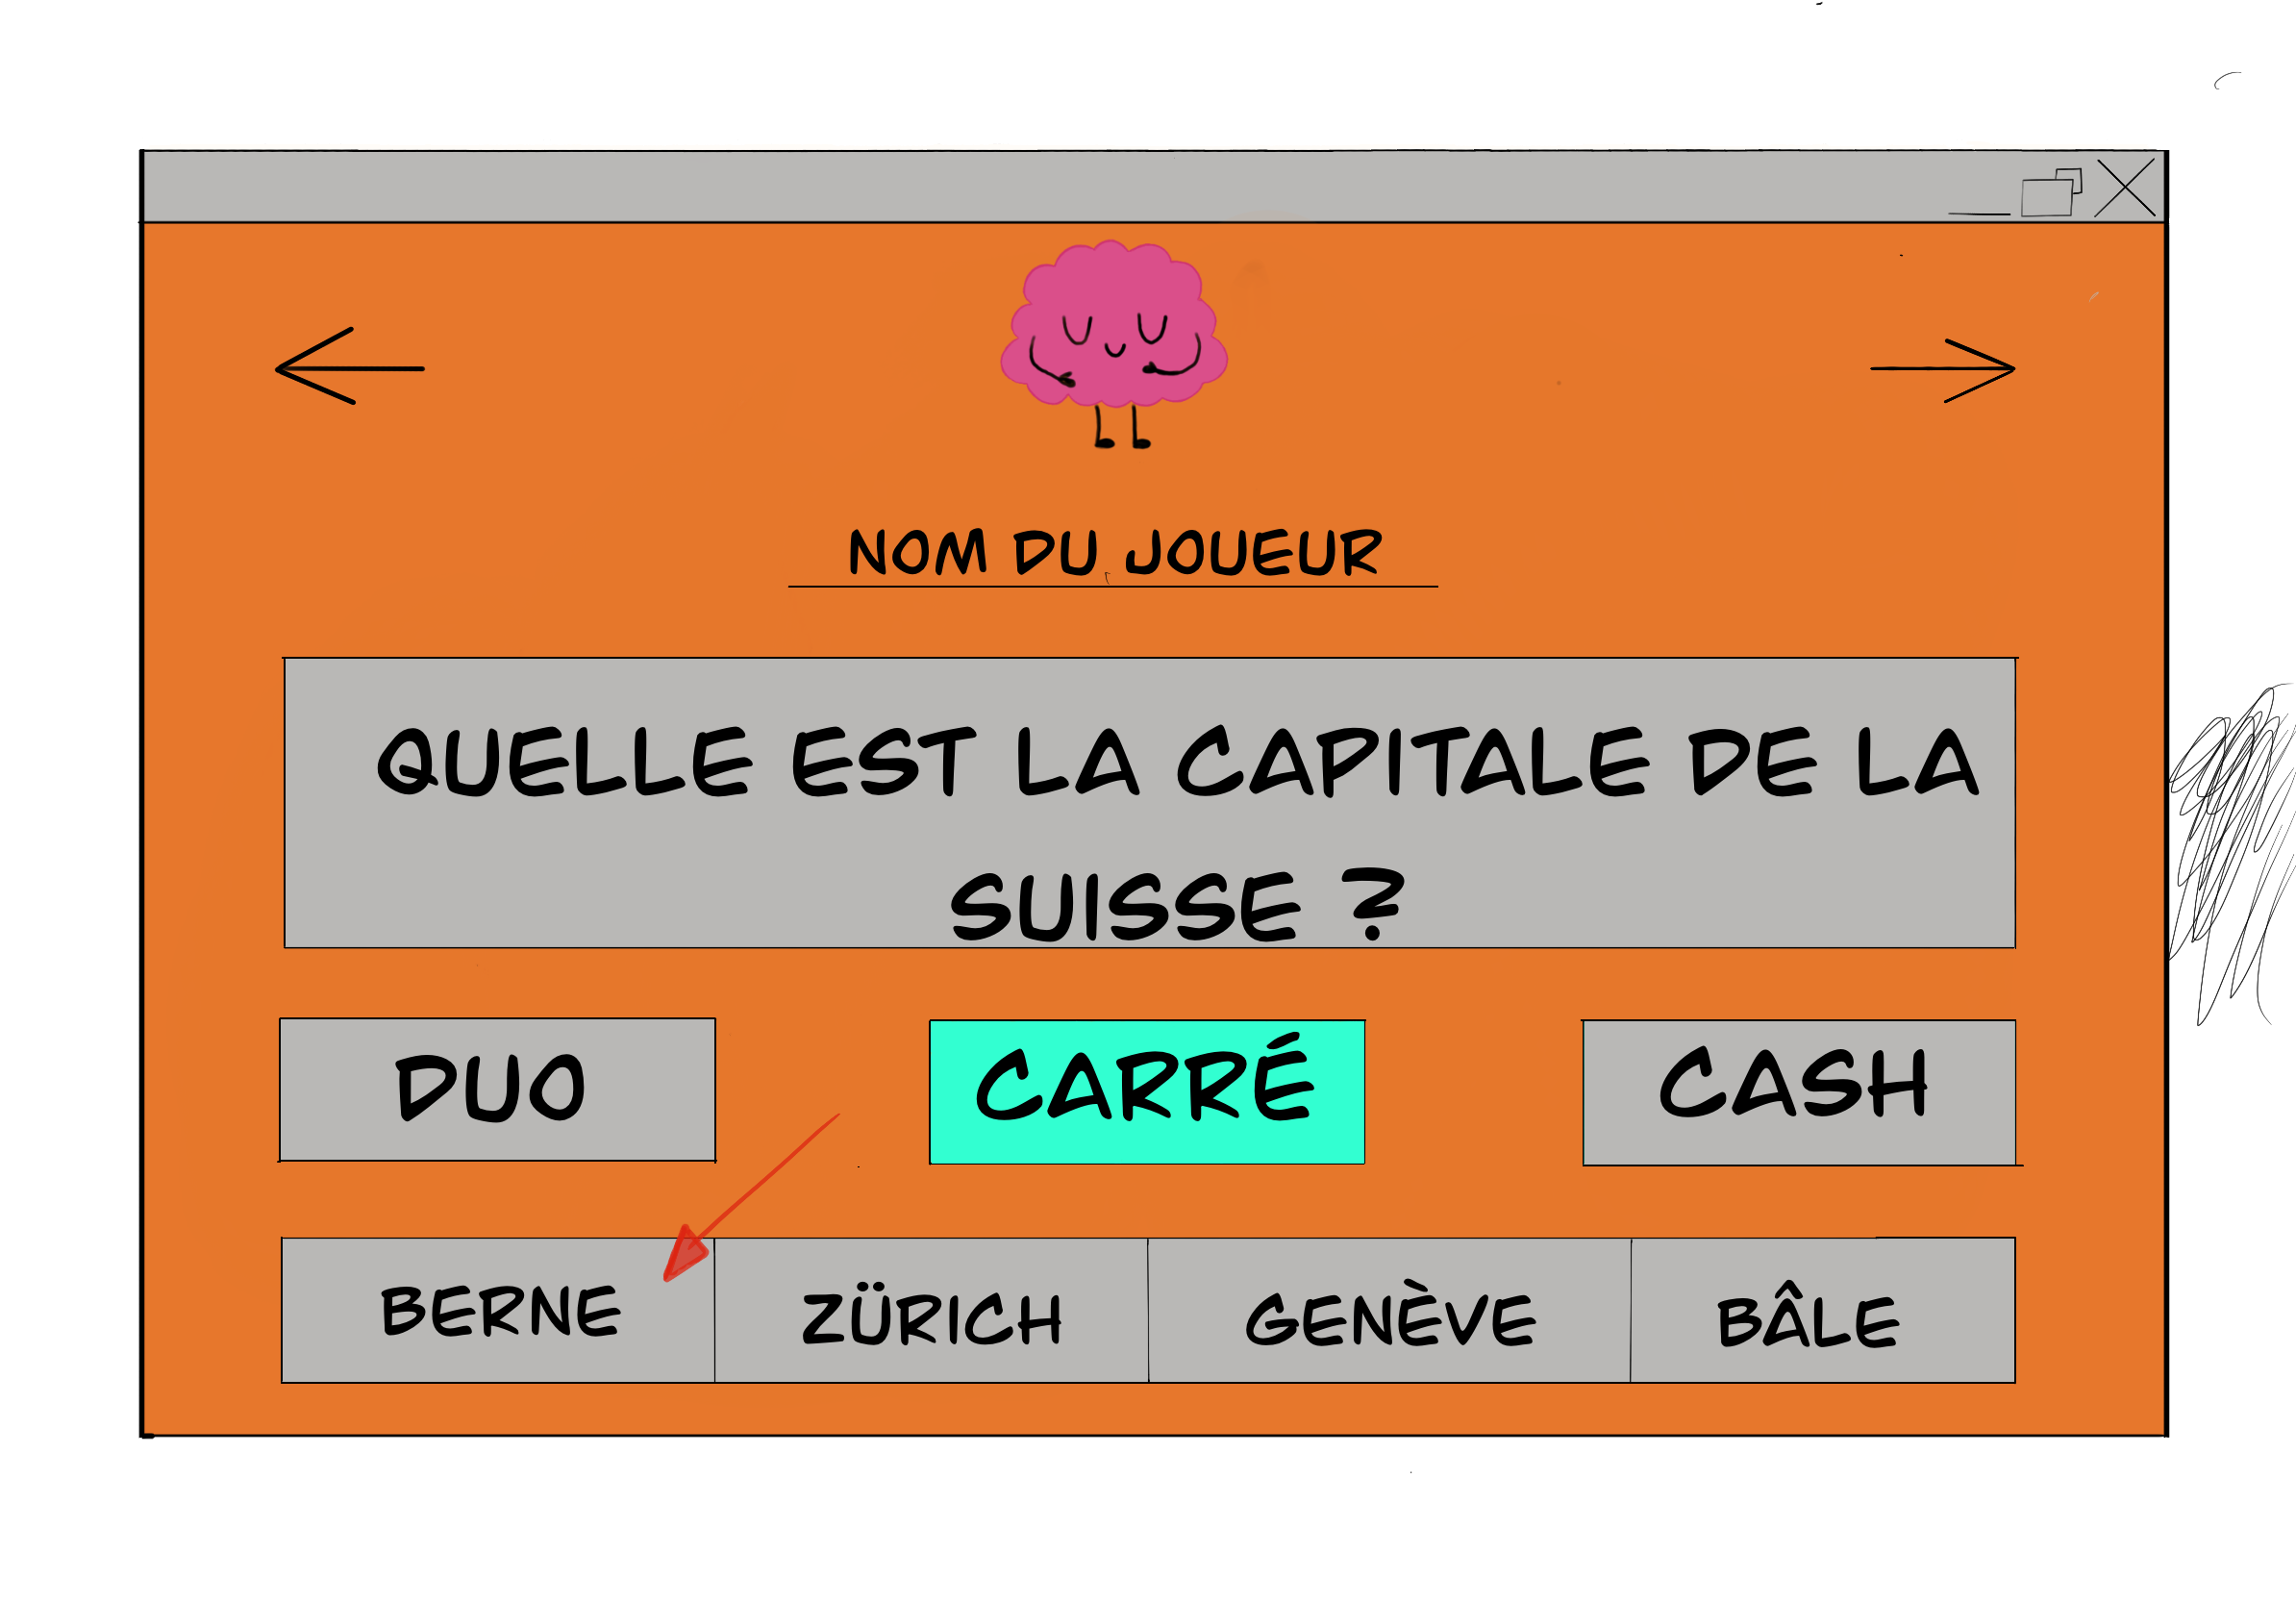 NOM DU JOUEUR
QUELLE EST LA CAPITALE DE LA
SUISSE ?
DUO
CARRÉ
CASH
BERNE
ZÜRICH
GENÈVE
BÂLE